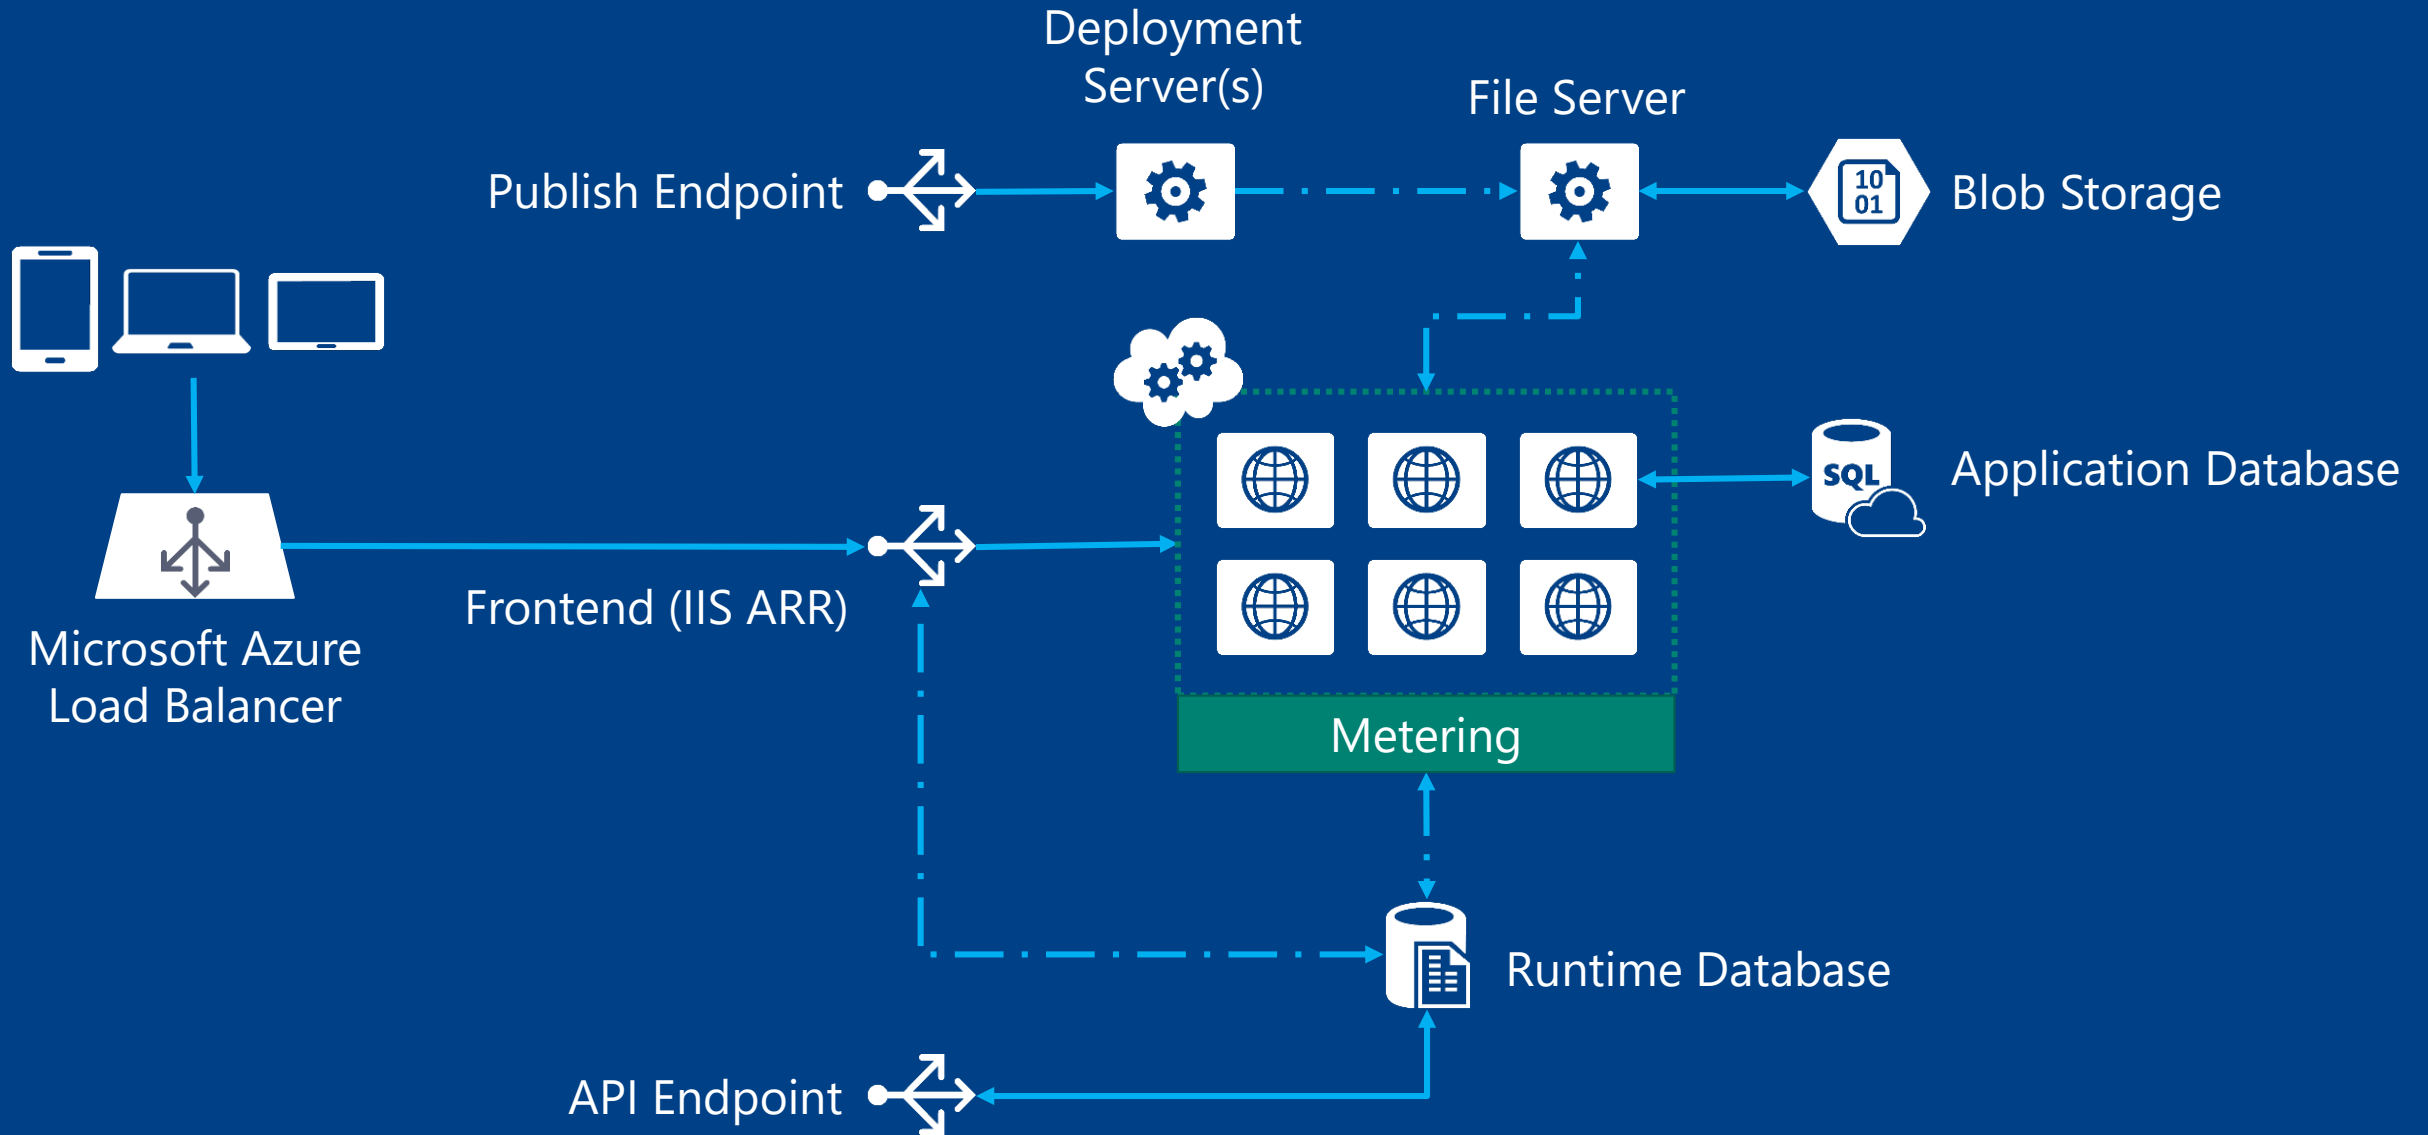 Deployment
Server(s)
File Server
Publish Endpoint
10
01
Blob Storage
SQL
Application Database
Frontend (IIS ARR)
Microsoft Azure
Load Balancer
Metering
Runtime Database
API Endpoint